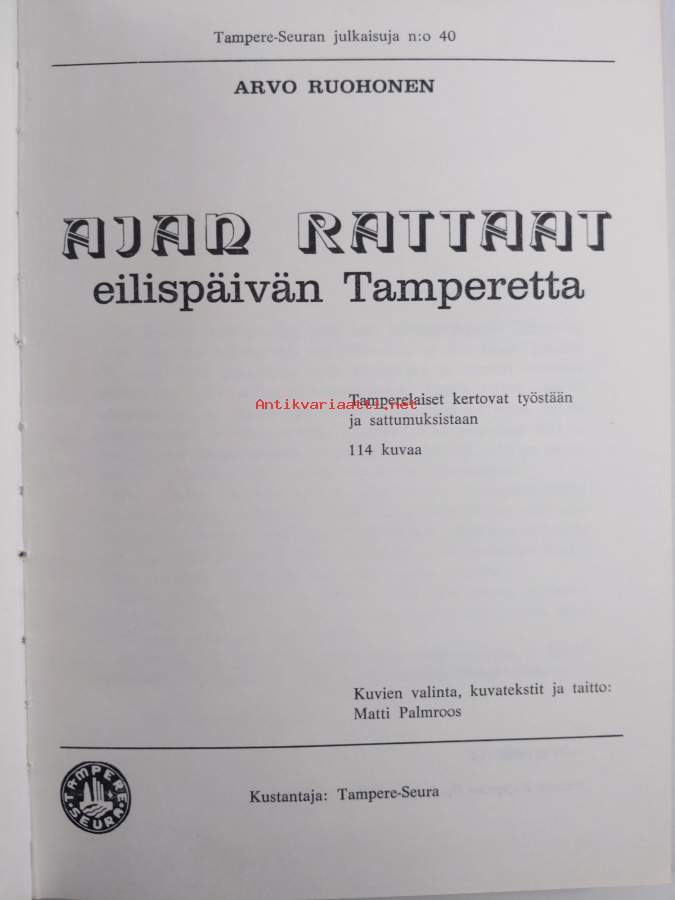 Tampere-Seuran julkaisuja n:o 40
ARVO RUOHONEN
AJAN RATTAAT
eilispäivän Tamperetta
Tamperelaiset kertovat työstään
Antikvariaatti.net
ja sattumuksistaan
114 kuvaa
Kuvien valinta, kuvatekstit ja taitto:
Matti Palmroos
TAMPERE
SEURA
Kustantaja: Tampere-Seura